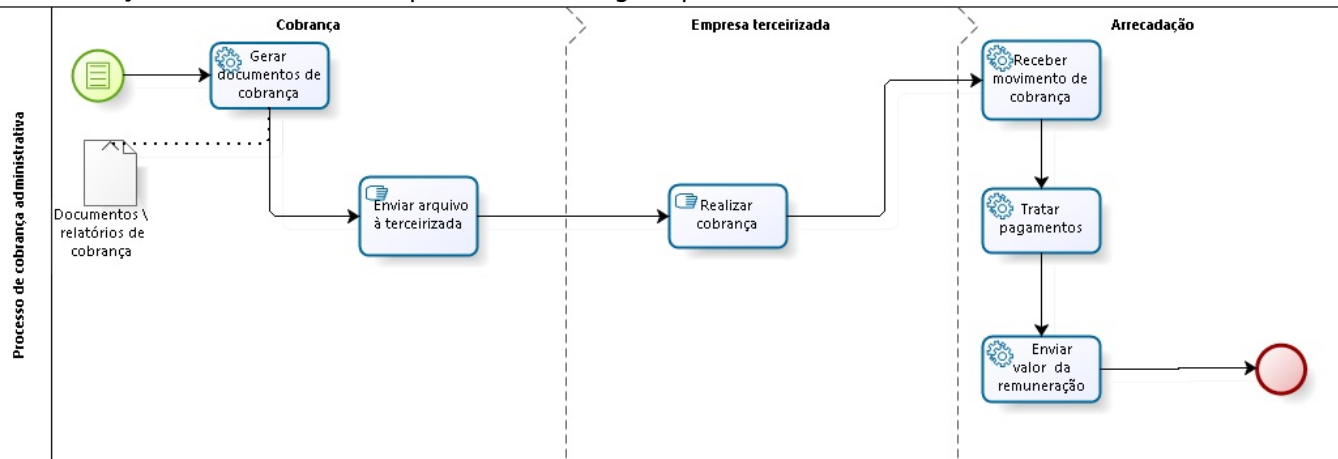 Cobrança
Empresa terceirizada
Arrecadação
Processo de cobrança administrativa
Gerar
documentos de
cobrança
Documentos \
relatórios de
cobrança
Enviar arquivo
à terceirizada
Realizar
cobrança
Receber
movimento de
cobrança
Tratar
pagamentos
Enviar
valor da
remuneração